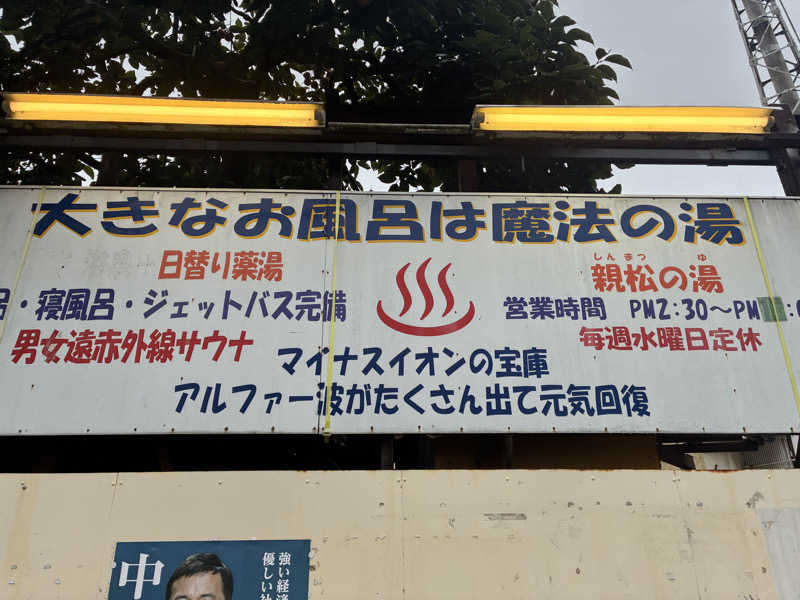 大きなお風呂は魔法の湯
日替り薬湯
しんまつ ゆ
親松の湯
・寝風呂・ジェットバス完備
営業時間 PM2:30～PM
男女遠赤外線サウナ
毎週水曜日定休
マイナスイオンの宝庫
アルファー波がたくさん出て元気回復
中
強い経済
優しい